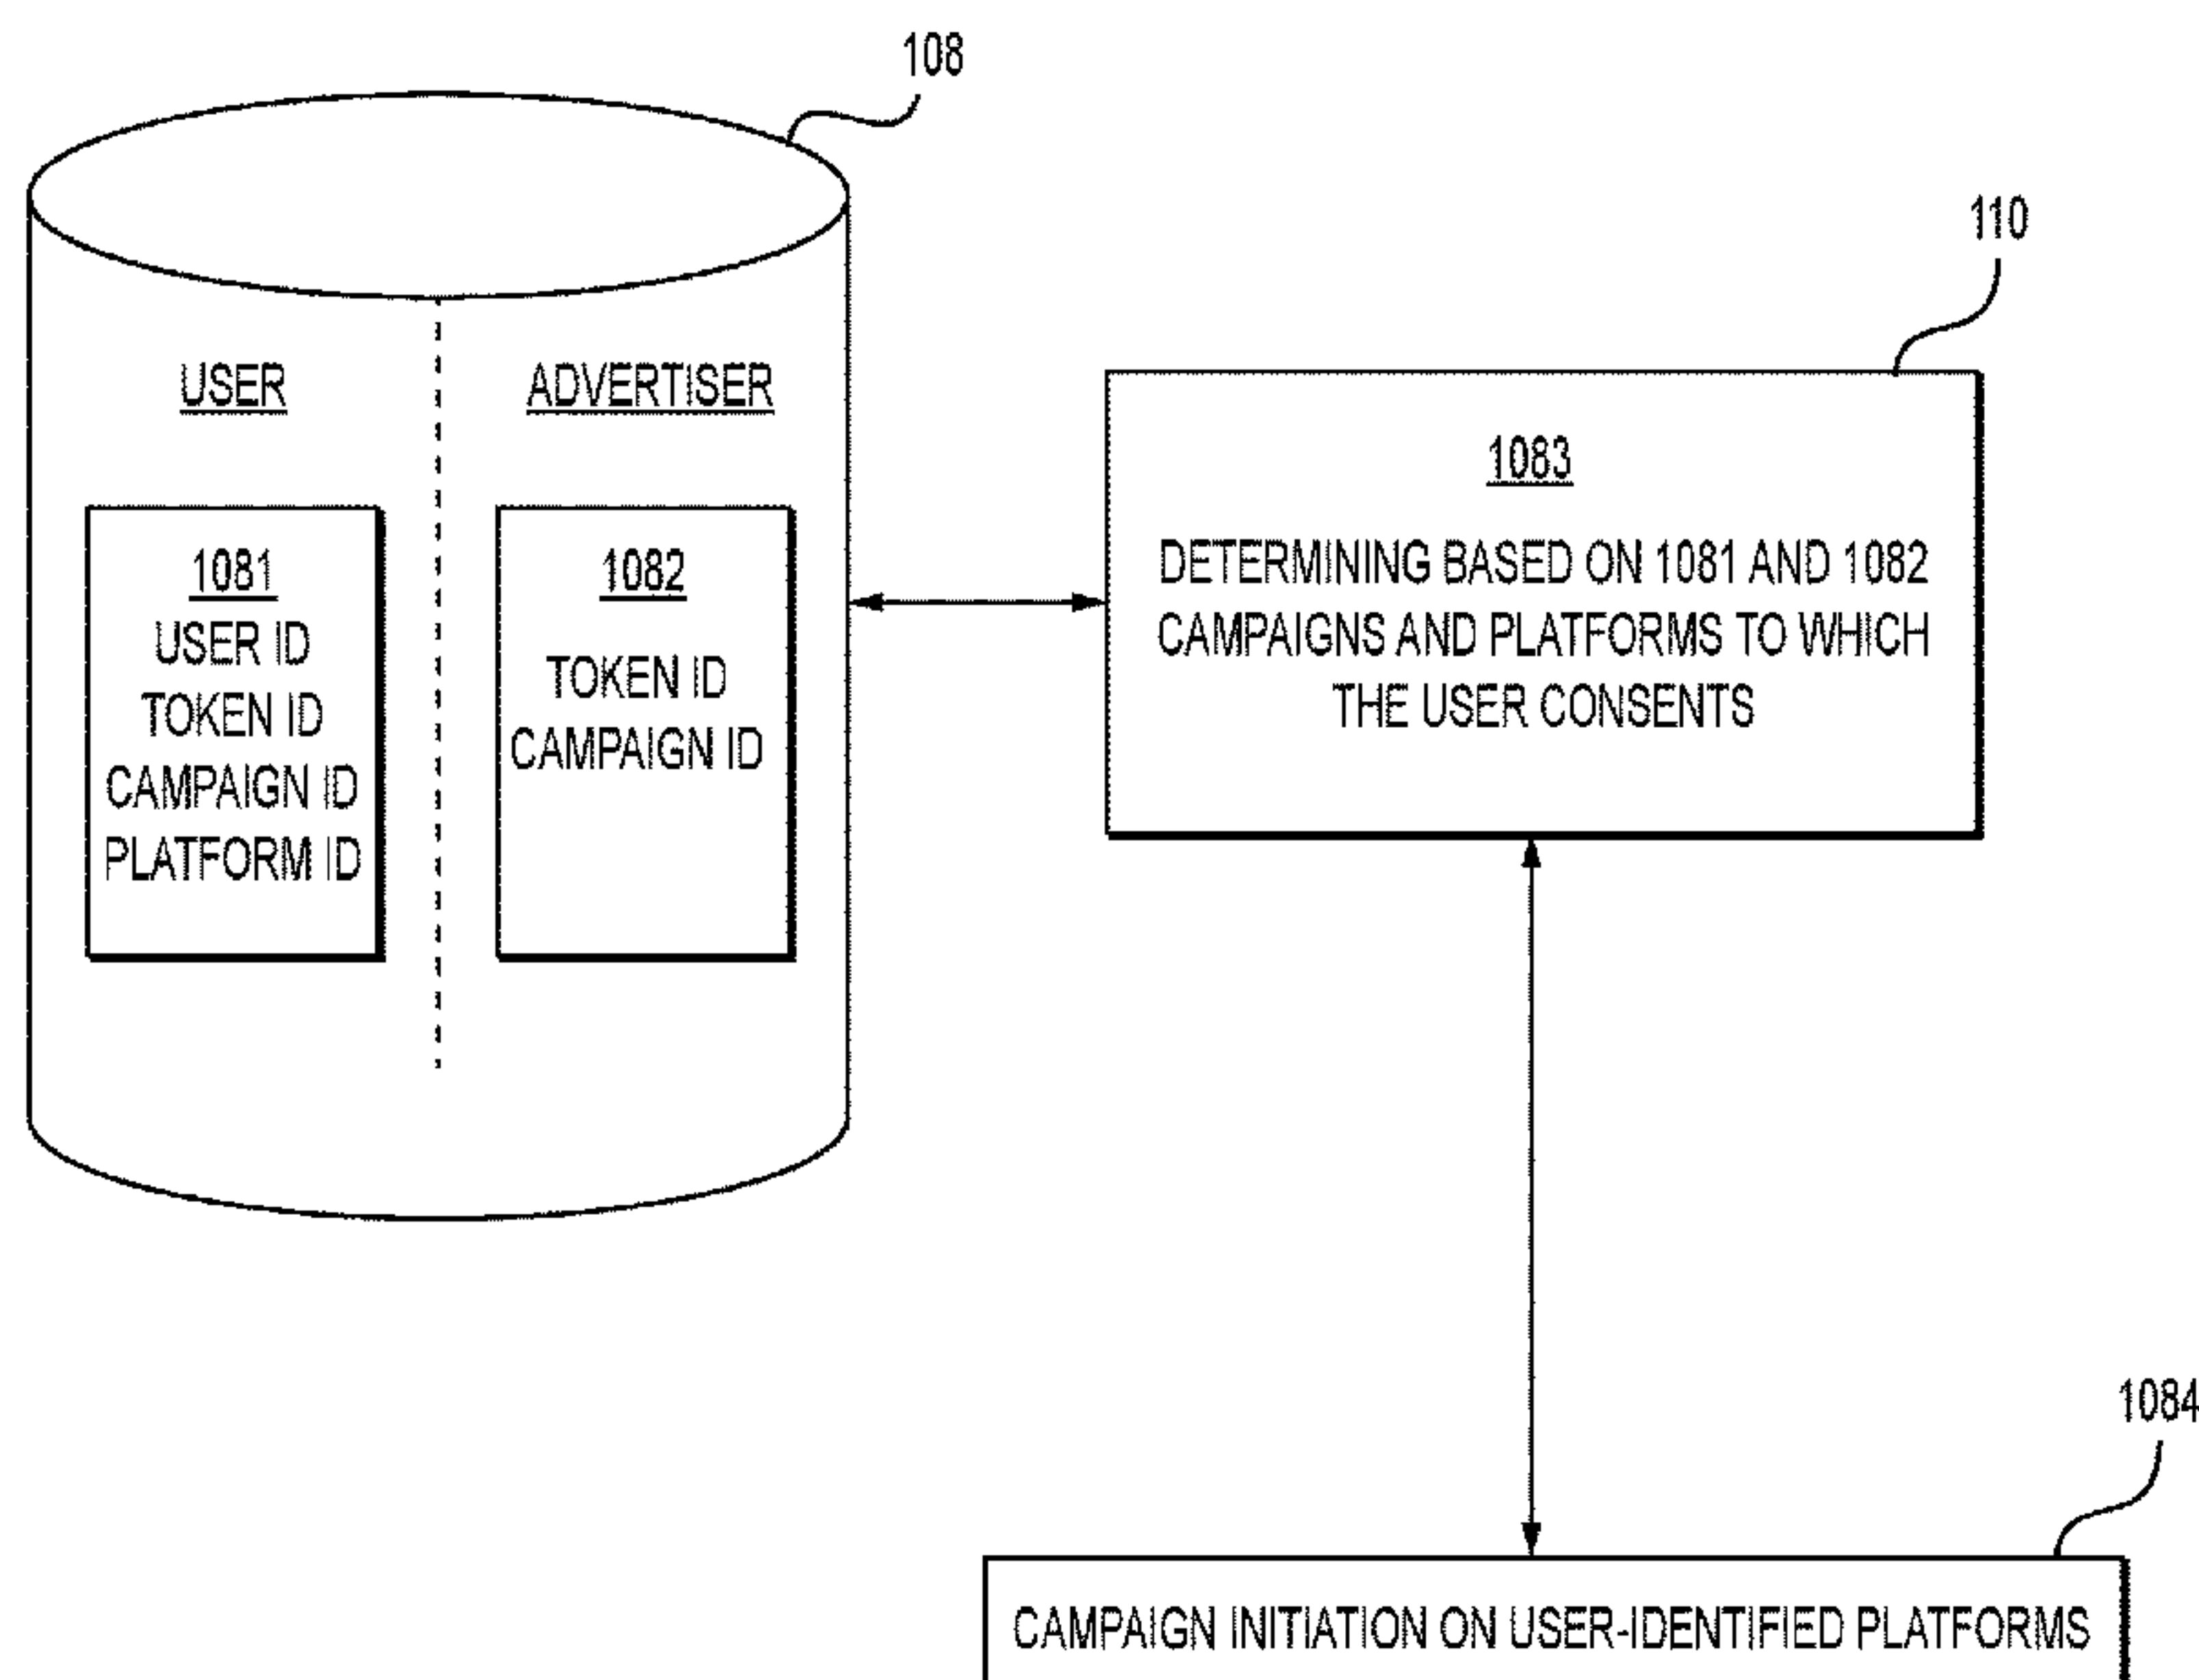 108
110
USER
ADVERTISER
1081
USER ID
TOKEN ID
CAMPAIGN ID
PLATFORM ID
1082
TOKEN ID
CAMPAIGN ID
1083
DETERMINING BASED ON 1081 AND 1082
CAMPAIGNS AND PLATFORMS TO WHICH
THE USER CONSENTS
1084
CAMPAIGN INITIATION ON USER-IDENTIFIED PLATFORMS